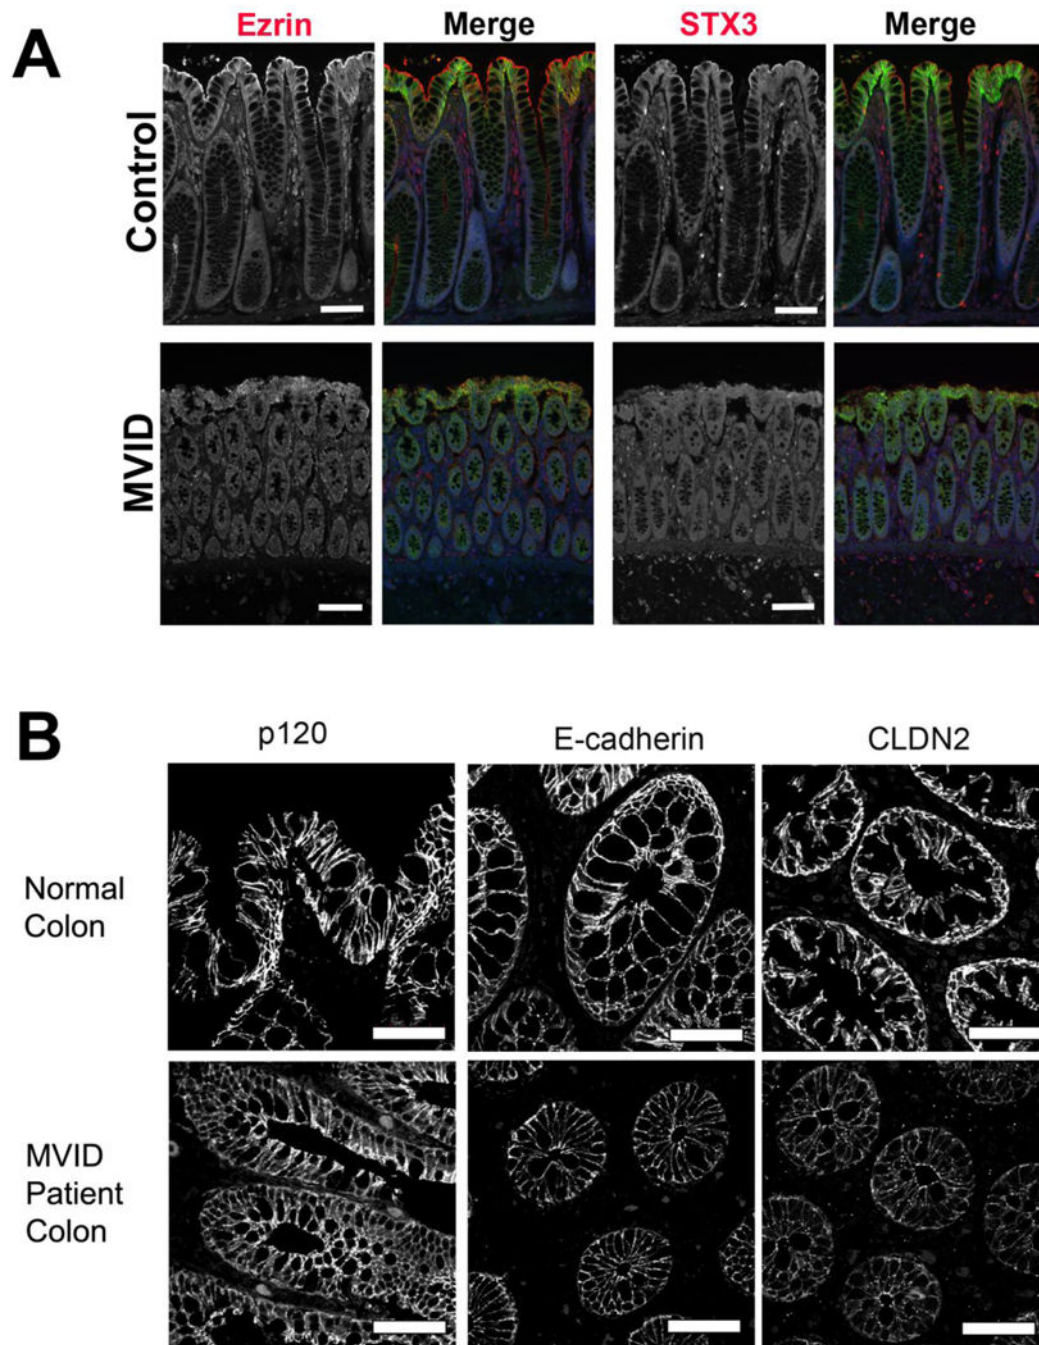 A
Ezrin Merge STX3 Merge
Control
MVID
B
p120 E-cadherin CLDN2
Normal
Colon
MVID
Patient
Colon